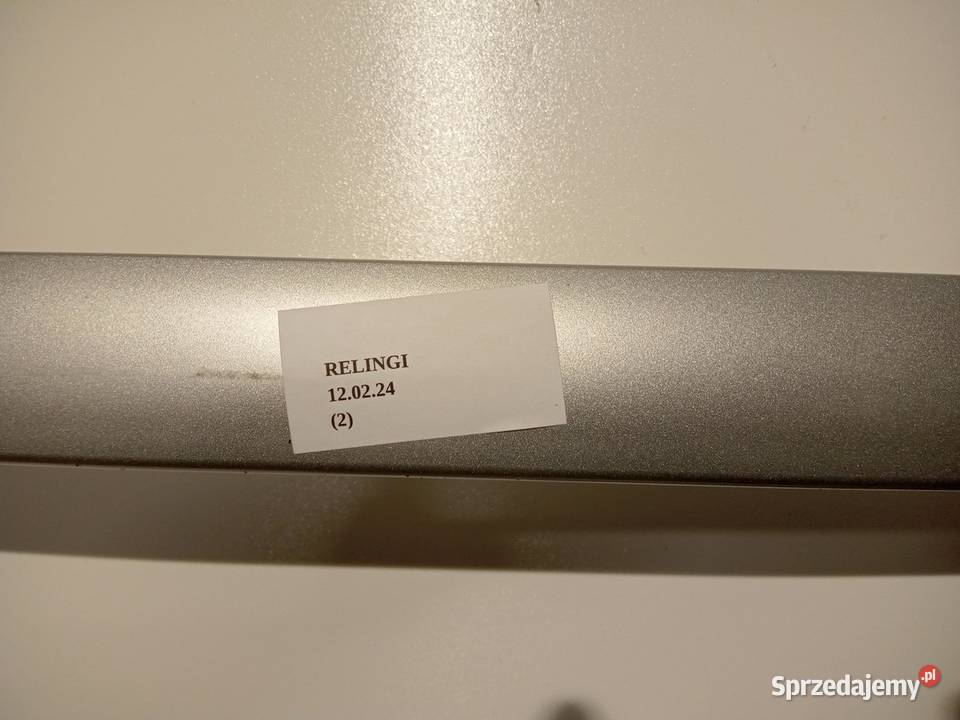 RELINGI
12.02.24
(2)
Sprzedajemy.pl